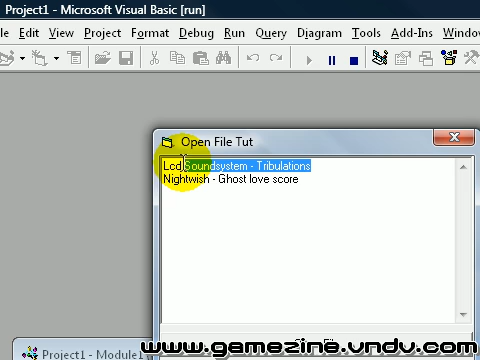 Project1 - Microsoft Visual Basic [run]
le Edit View Project Format Debug Run Query Diagram Tools Add-Ins Window
Open File Tut
Lcd Soundsystem - Tribulations
Nightwish - Ghost love score
Project1 - Module1
www.gamezine.vndv.com